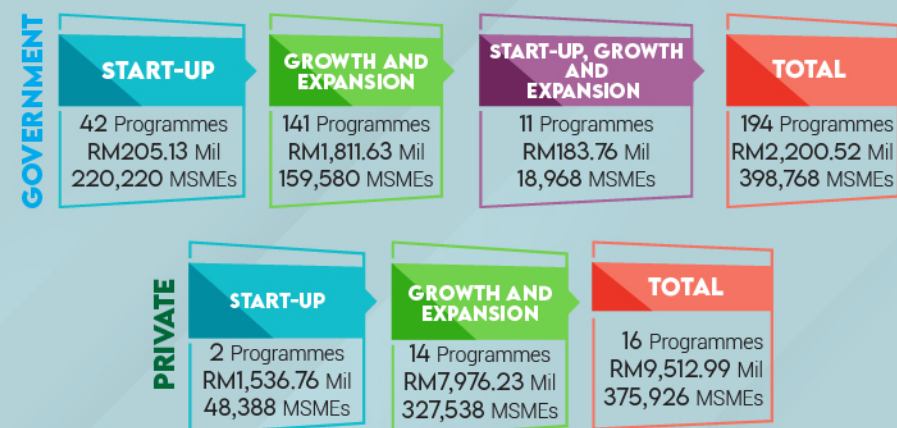 GOVERNMENT
START-UP
42 Programmes
RM205.13 Mil
220,220 MSMEs
GROWTH AND
EXPANSION
141 Programmes
RM1,811.63 Mil
159,580 MSMEs
START-UP, GROWTH
AND
EXPANSION
11 Programmes
RM183.76 Mil
18,968 MSMEs
TOTAL
194 Programmes
RM2,200.52 Mil
398,768 MSMEs
PRIVATE
START-UP
2 Programmes
RM1,536.76 Mil
48,388 MSMEs
GROWTH AND
EXPANSION
14 Programmes
RM7,976.23 Mil
327,538 MSMEs
TOTAL
16 Programmes
RM9,512.99 Mil
375,926 MSMEs